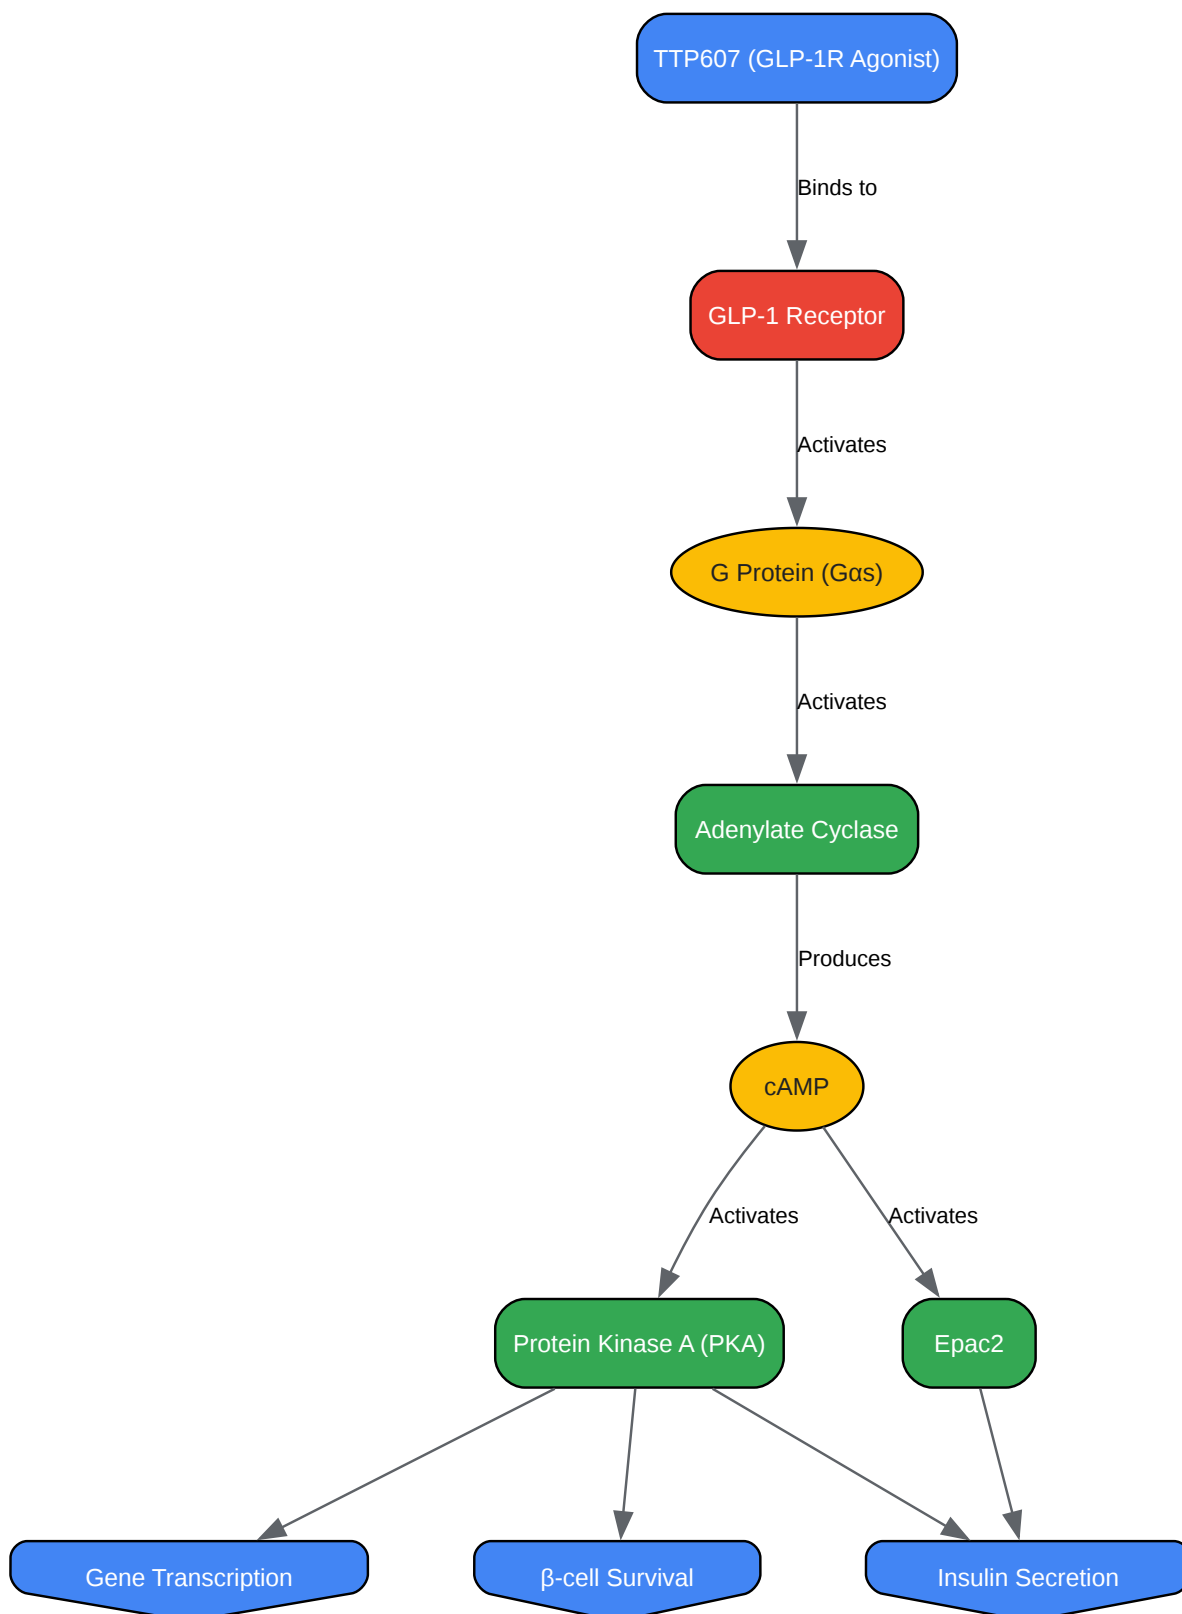 TTP607 (GLP-1R Agonist)
Binds to
GLP-1 Receptor
Activates
G Protein (Gαs)
Activates
Adenylate Cyclase
Produces
cAMP
Activates
Activates
Protein Kinase A (PKA)
Epac2
Gene Transcription
β-cell Survival
Insulin Secretion